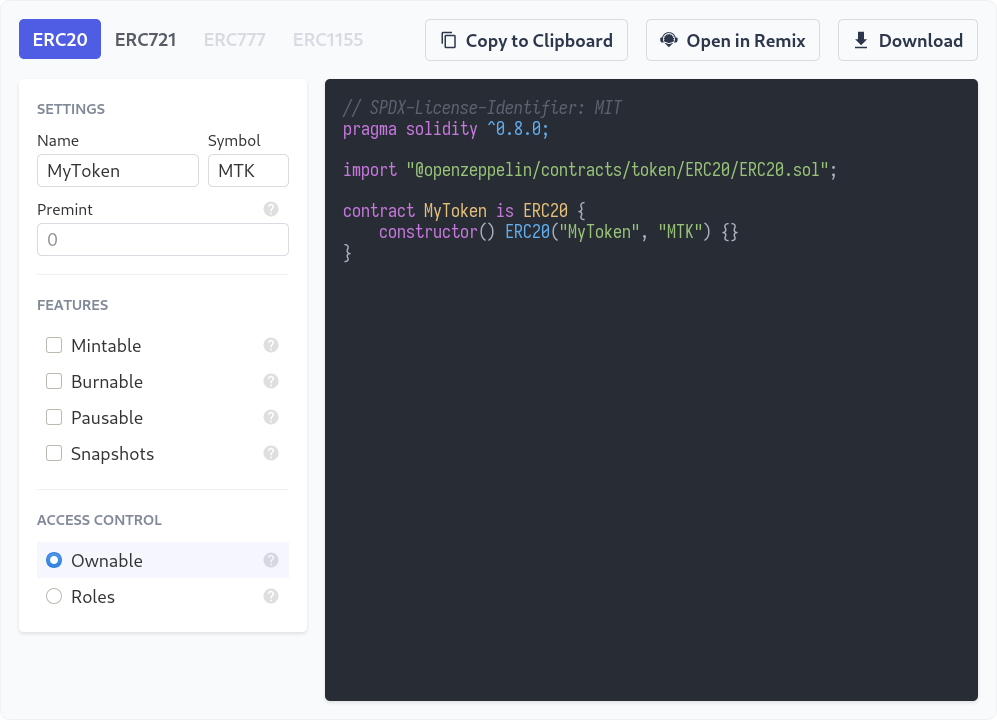 ERC20 ERC721 ERC777 ERC1155 Copy to Clipboard Open in Remix Download
SETTINGS
Name Symbol
MyToken MTK
Premint ?
0
FEATURES
Mintable ?
Burnable ?
Pausable ?
Snapshots ?
ACCESS CONTROL
Ownable ?
Roles ?
// SPDX-License-Identifier: MIT
pragma solidity ^0.8.0;
import "@openzeppelin/contracts/token/ERC20/ERC20.sol";
contract MyToken is ERC20 {
    constructor() ERC20("MyToken", "MTK") {}
}